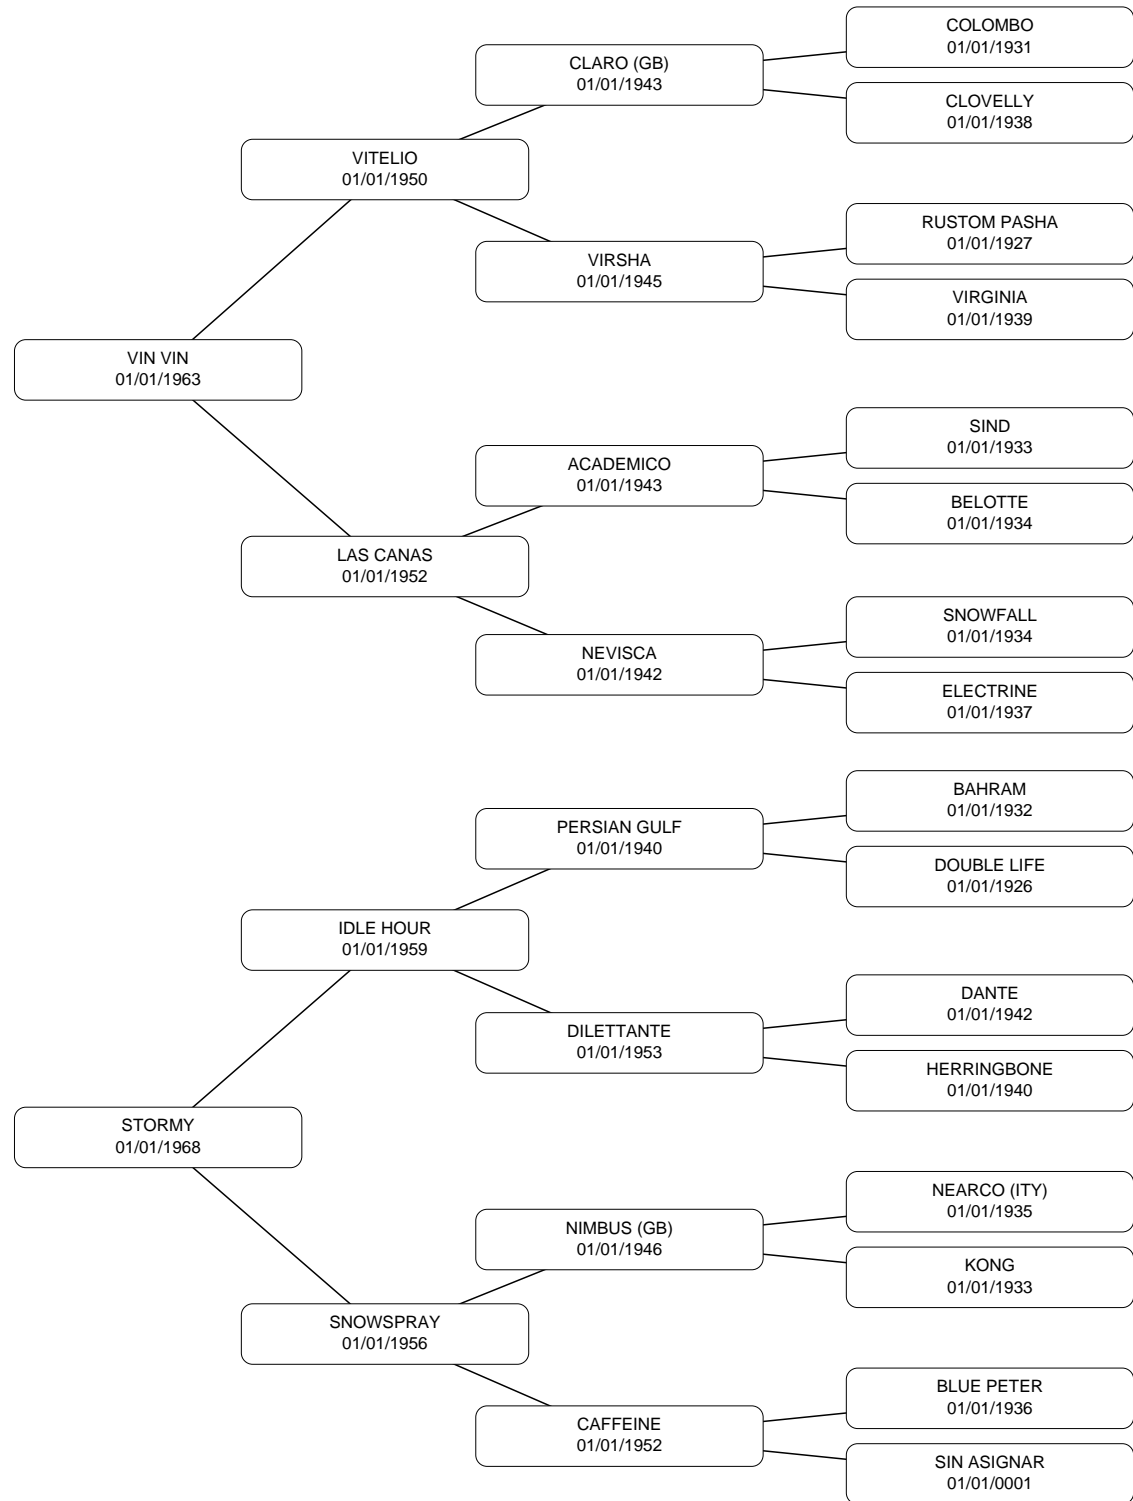 COLOMBO
01/01/1931
CLARO (GB)
01/01/1943
CLOVELLY
01/01/1938
VITELIO
01/01/1950
RUSTOM PASHA
01/01/1927
VIRSHA
01/01/1945
VIRGINIA
01/01/1939
VIN VIN
01/01/1963
SIND
01/01/1933
ACADEMICO
01/01/1943
BELOTTE
01/01/1934
LAS CANAS
01/01/1952
SNOWFALL
01/01/1934
NEVISCA
01/01/1942
ELECTRINE
01/01/1937
BAHRAM
01/01/1932
PERSIAN GULF
01/01/1940
DOUBLE LIFE
01/01/1926
IDLE HOUR
01/01/1959
DANTE
01/01/1942
DILETTANTE
01/01/1953
HERRINGBONE
01/01/1940
STORMY
01/01/1968
NEARCO (ITY)
01/01/1935
NIMBUS (GB)
01/01/1946
KONG
01/01/1933
SNOWSPRAY
01/01/1956
BLUE PETER
01/01/1936
CAFFEINE
01/01/1952
SIN ASIGNAR
01/01/0001